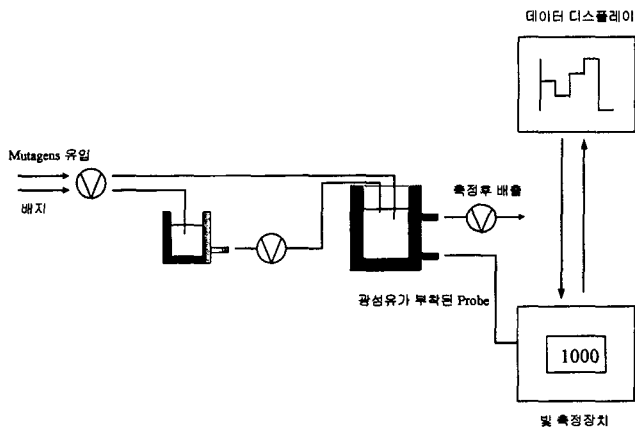 데이터 디스플레이
Mutagens 유입
배지
측정후 배출
광섬유가 부착된 Probe
1000
빛 측정장치